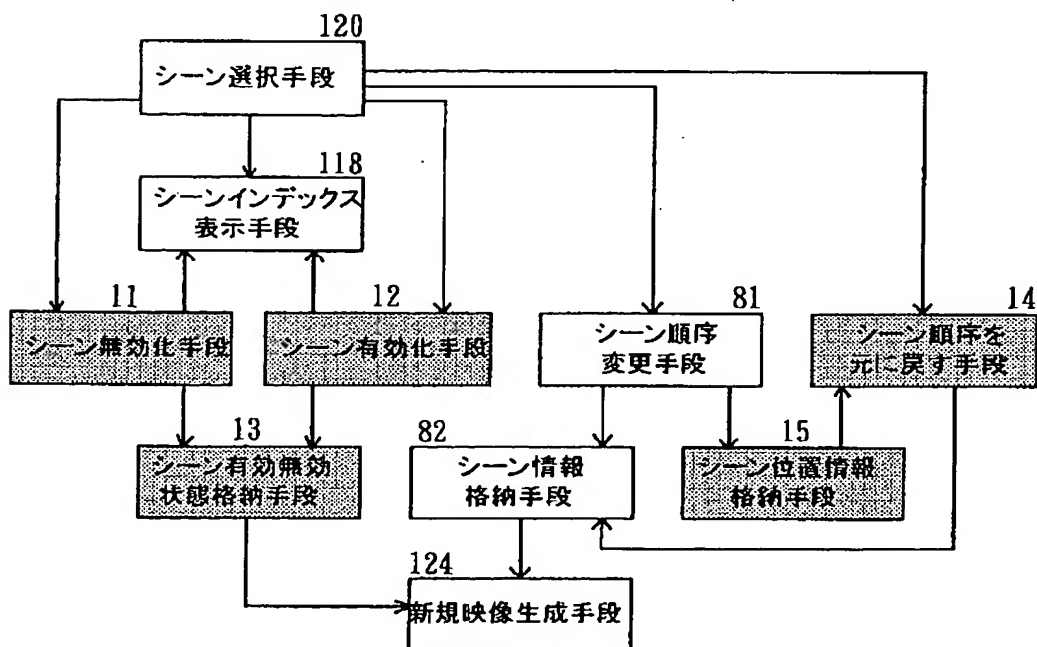 120
シーン選択手段
118
シーンインデックス
表示手段
11
シーン無効化手段
12
シーン有効化手段
81
シーン順序
変更手段
14
シーン順序を
元に戻す手段
13
シーン有効無効
状態格納手段
82
シーン情報
格納手段
15
シーン位置情報
格納手段
124
新規映像生成手段